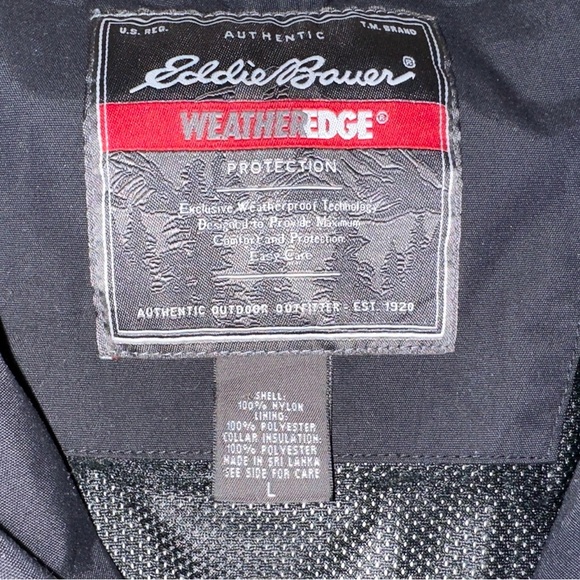 U.S. REG. AUTHENTIC T.M. BRAND
Eddie Bauer®
WEATHEREDGE®
PROTECTION
Exclusive Weatherproof Technology
Designed to Provide Maximum
Comfort and Protection
Easy Care
AUTHENTIC OUTDOOR OUTFITTER - EST. 1920
SHELL:
100% NYLON
LINING:
100% POLYESTER
COLLAR INSULATION:
100% POLYESTER
MADE IN SRI LANKA
SEE SIDE FOR CARE
L